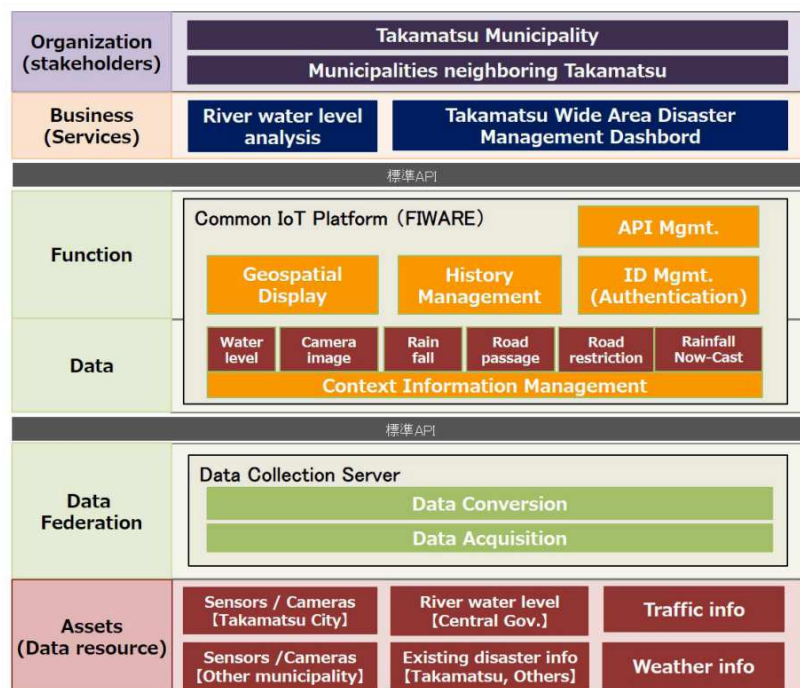 Organization
(stakeholders)
Takamatsu Municipality
Municipalities neighboring Takamatsu
Business
(Services)
River water level
analysis
Takamatsu Wide Area Disaster
Management Dashbord
標準API
Function
Common IoT Platform（FIWARE）
API Mgmt.
Geospatial
Display
History
Management
ID Mgmt.
(Authentication)
Data
Water
level
Camera
image
Rain
fall
Road
passage
Road
restriction
Rainfall
Now-Cast
Context Information Management
標準API
Data
Federation
Data Collection Server
Data Conversion
Data Acquisition
Assets
(Data resource)
Sensors / Cameras
【Takamatsu City】
River water level
【Central Gov.】
Traffic info
Sensors /Cameras
【Other municipality】
Existing disaster info
【Takamatsu, Others】
Weather info